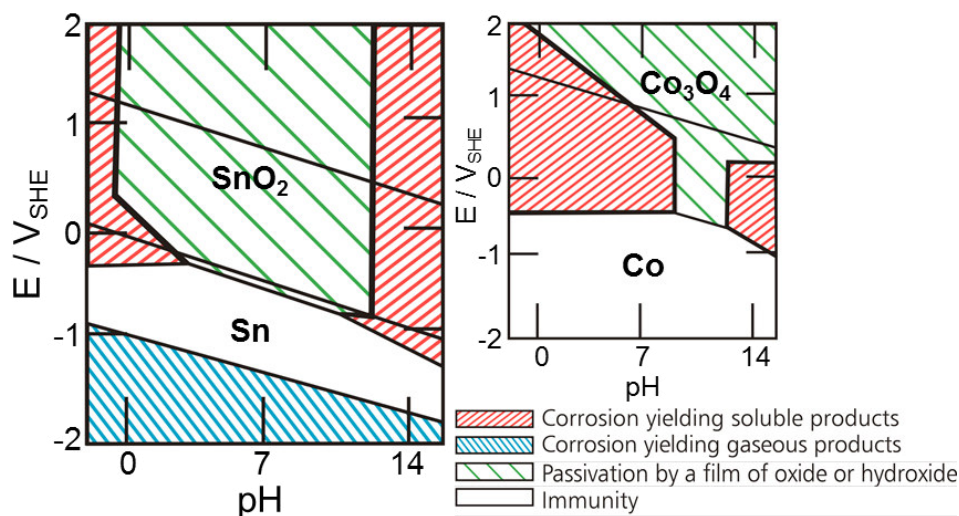 2
1
0
-1
-2
E / V_SHE
SnO₂
Sn
0
7
14
pH
2
1
0
-1
-2
E / V_SHE
Co₃O₄
Co
0
7
14
pH
Corrosion yielding soluble products
Corrosion yielding gaseous products
Passivation by a film of oxide or hydroxide
Immunity